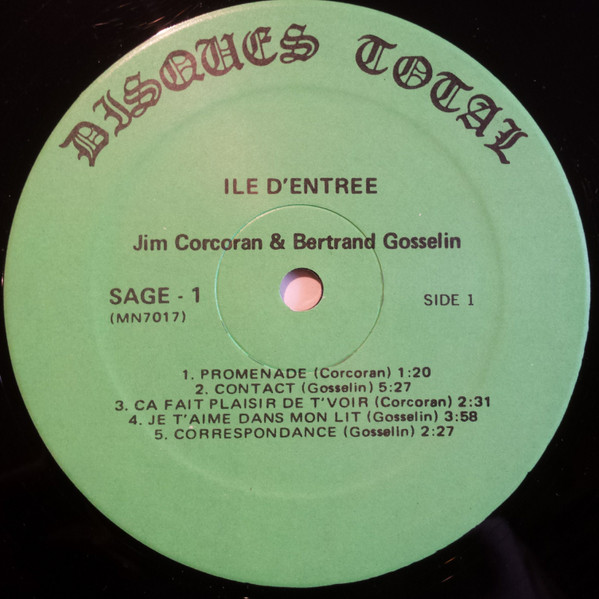 DISQUES TOTAL
ILE D'ENTREE
Jim Corcoran & Bertrand Gosselin
SAGE - 1
(MN7017)
SIDE 1
1. PROMENADE (Corcoran) 1:20
2. CONTACT (Gosselin) 5:27
3. CA FAIT PLAISIR DE T'VOIR (Corcoran) 2:31
4. JE T'AIME DANS MON LIT (Gosselin) 3:58
5. CORRESPONDANCE (Gosselin) 2:27